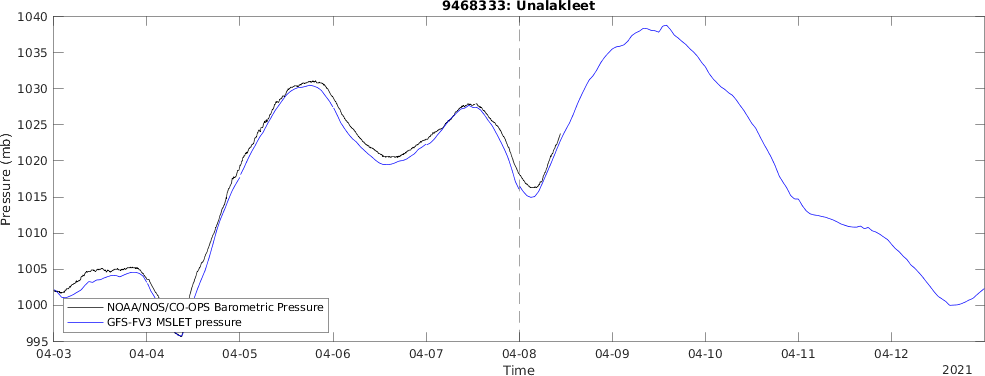 9468333: Unalakleet
Pressure (mb)
1040
1035
1030
1025
1020
1015
1010
1005
1000
995
NOAA/NOS/CO-OPS Barometric Pressure
GFS-FV3 MSLET pressure
04-03 04-04 04-05 04-06 04-07 04-08 04-09 04-10 04-11 04-12
Time
2021